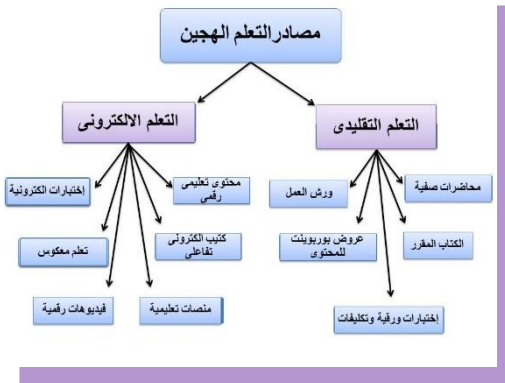 مصادر التعلم الهجين
التعلم التقليدى
التعلم الالكترونى
محاضرات صفية
ورش العمل
الكتاب المقرر
عروض بوربوينت
للمحتوى
إختبارات ورقية وتكليفات
محتوى تعليمى
رقمي
إختبارات الكترونية
كتيب الكترونى
تفاعلى
تعلم معكوس
منصات تعليمية
فيديوهات رقمية